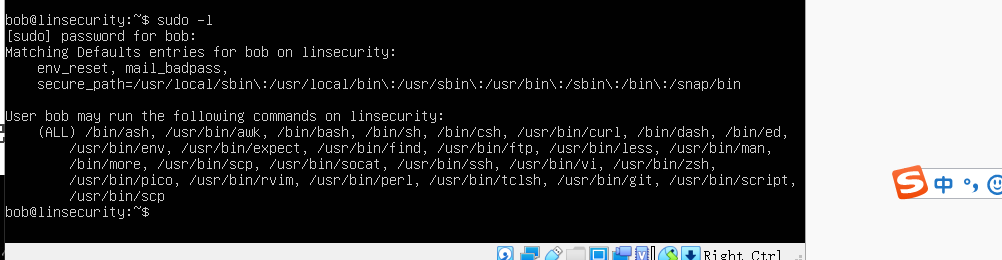 bob@linsecurity:~$ sudo -l
[sudo] password for bob:
Matching Defaults entries for bob on linsecurity:
    env_reset, mail_badpass,
    secure_path=/usr/local/sbin\:/usr/local/bin\:/usr/sbin\:/usr/bin\:/sbin\:/bin\:/snap/bin

User bob may run the following commands on linsecurity:
    (ALL) /bin/ash, /usr/bin/awk, /bin/bash, /bin/sh, /bin/csh, /usr/bin/curl, /bin/dash, /bin/ed,
        /usr/bin/env, /usr/bin/expect, /usr/bin/find, /usr/bin/ftp, /usr/bin/less, /usr/bin/man,
        /bin/more, /usr/bin/scp, /usr/bin/socat, /usr/bin/ssh, /usr/bin/vi, /usr/bin/zsh,
        /usr/bin/pico, /usr/bin/rvim, /usr/bin/perl, /usr/bin/tclsh, /usr/bin/git, /usr/bin/script,
        /usr/bin/scp
bob@linsecurity:~$
S 中 °,
Right Ctrl